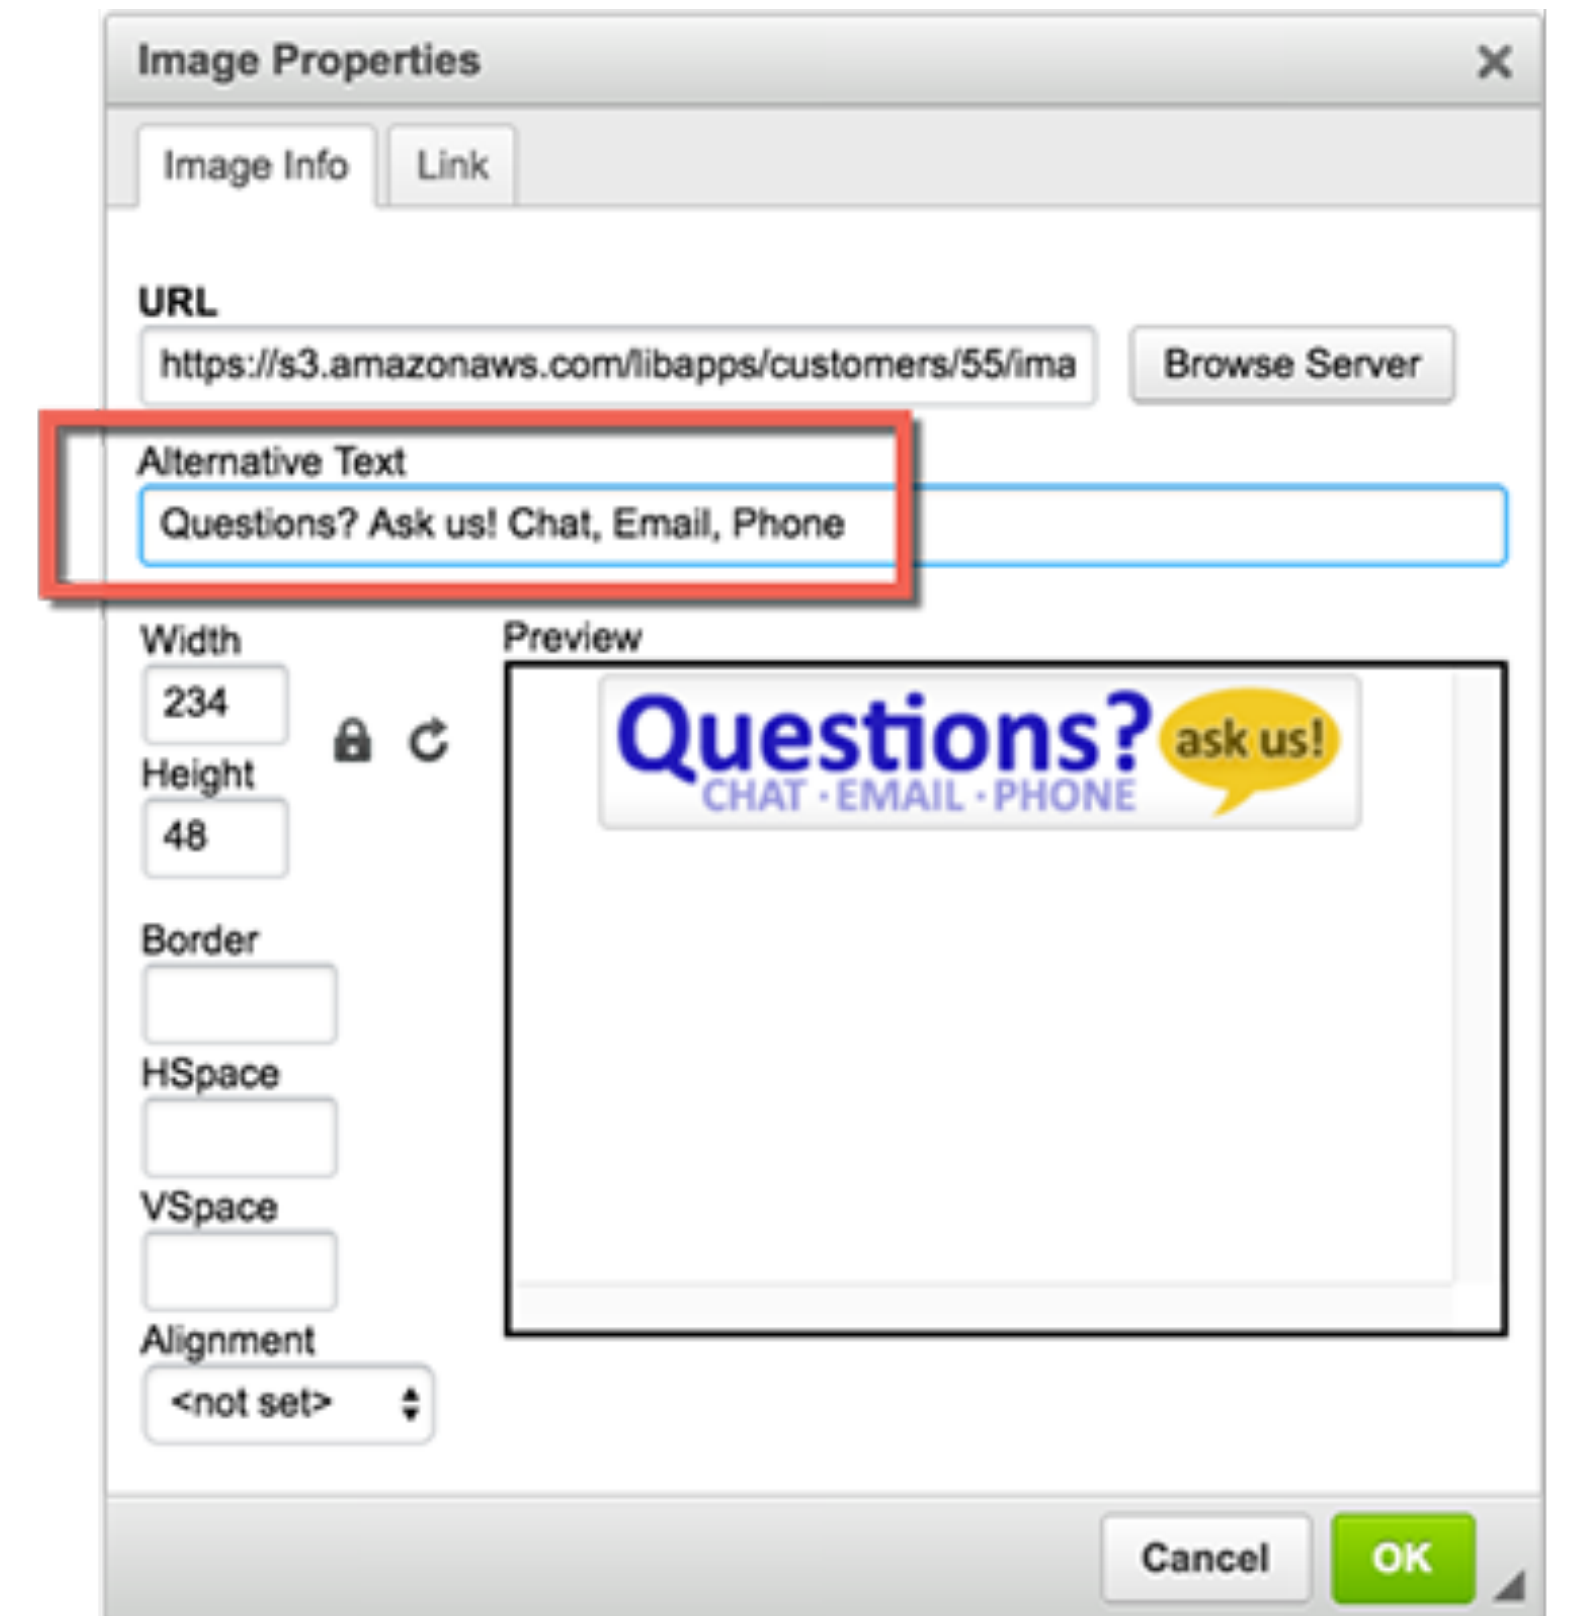 Image Properties
Image Info Link
URL
https://s3.amazonaws.com/libapps/customers/55/ima Browse Server
Alternative Text
Questions? Ask us! Chat, Email, Phone
Width Preview
234
Questions? ask us!
CHAT · EMAIL · PHONE
Height
48
Border
HSpace
VSpace
Alignment
<not set>
Cancel OK